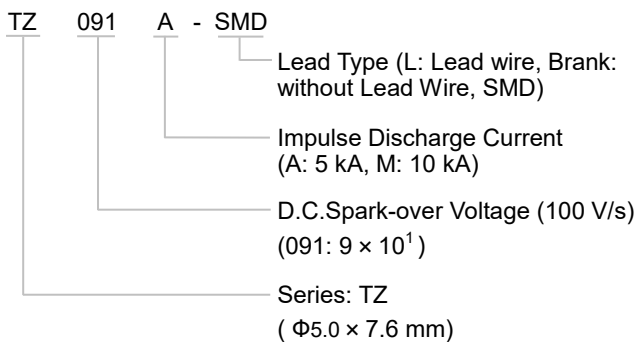 TZ 091 A - SMD
Lead Type (L: Lead wire, Brank:
without Lead Wire, SMD)
Impulse Discharge Current
(A: 5 kA, M: 10 kA)
D.C.Spark-over Voltage (100 V/s)
(091: 9 × 10¹ )
Series: TZ
( Φ5.0 × 7.6 mm)